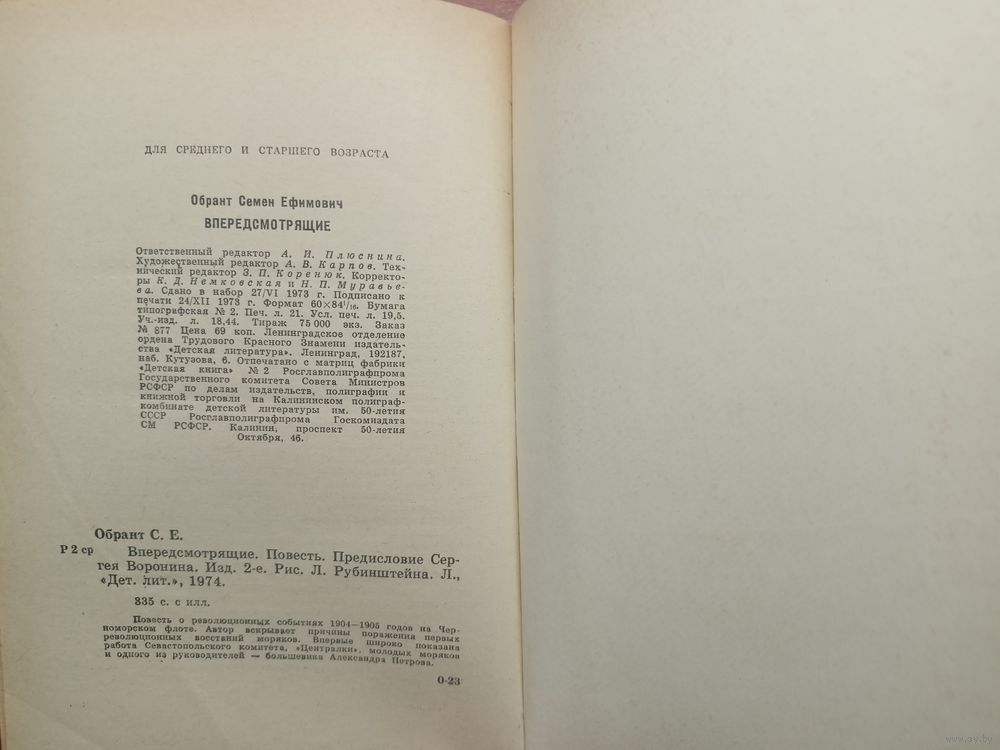 ДЛЯ СРЕДНЕГО И СТАРШЕГО ВОЗРАСТА
Обрант Семен Ефимович
ВПЕРЕДСМОТРЯЩИЕ
Ответственный редактор А. И. Плюснина.
Художественный редактор А. В. Карпов. Тех-
нический редактор З. П. Коренюк. Корректо-
ры К. Д. Немковская и Н. П. Муравье-
ва. Сдано в набор 27/VI 1973 г. Подписано к
печати 24/XII 1973 г. Формат 60×84¹/₁₆. Бумага
типографская № 2. Печ. л. 21. Усл. печ. л. 19,5.
Уч.-изд. л. 18,44. Тираж 75 000 экз. Заказ
№ 877 Цена 69 коп. Ленинградское отделение
ордена Трудового Красного Знамени издатель-
ства «Детская литература». Ленинград, 192187,
наб. Кутузова, 6. Отпечатано с матриц фабрики
«Детская книга» № 2 Росглавполиграфпрома
Государственного комитета Совета Министров
РСФСР по делам издательств, полиграфии и
книжной торговли на Калининском полиграф-
комбинате детской литературы им. 50-летия
СССР Росглавполиграфпрома Госкомиздата
СМ РСФСР. Калинин, проспект 50-летия
Октября, 46.
Обрант С. Е.
Р 2 ср Впередсмотрящие. Повесть. Предисловие Сер-
гея Воронина. Изд. 2-е. Рис. Л. Рубинштейна. Л.,
«Дет. лит.», 1974.
335 с. с илл.
Повесть о революционных событиях 1904—1905 годов на Чер-
номорском флоте. Автор вскрывает причины поражения первых
революционных восстаний моряков. Впервые широко показана
работа Севастопольского комитета, «Централки», молодых моряков
и одного из руководителей — большевика Александра Петрова.
О-23
www.ay.by